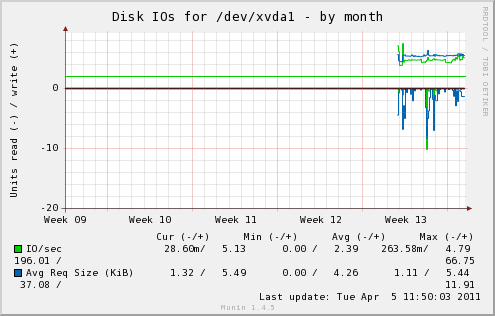 Disk IOs for /dev/xvda1 - by month
RRDTOOL / TOBI OETIKER
Units read (-) / write (+)
0
-10
-20
Week 09 Week 10 Week 11 Week 12 Week 13
Cur (-/+) Min (-/+) Avg (-/+) Max (-/+)
IO/sec 28.60m/ 5.13 0.00 / 2.39 263.58m/ 4.79
196.01 / 66.75
Avg Req Size (KiB) 1.32 / 5.49 0.00 / 4.26 1.11 / 5.44
37.08 / 11.91
Last update: Tue Apr 5 11:50:03 2011
Munin 1.4.5